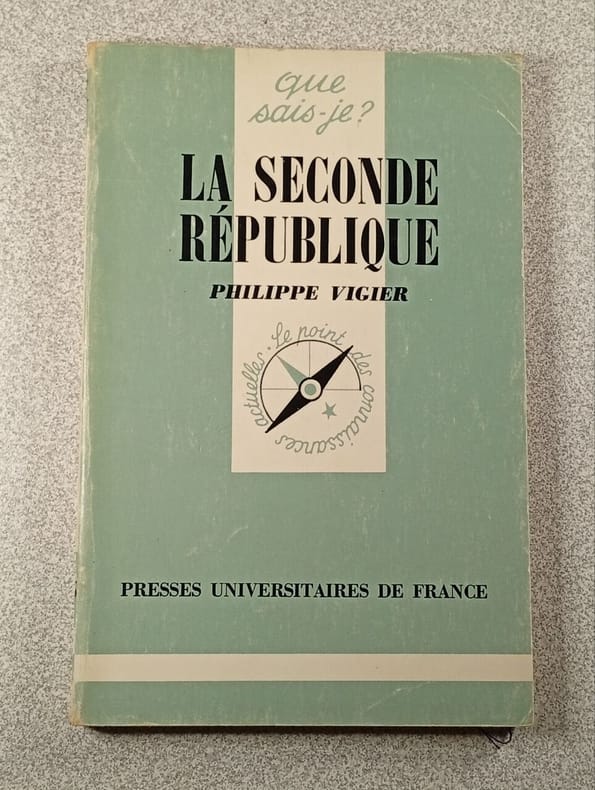 que
sais-je?
LA SECONDE
RÉPUBLIQUE
PHILIPPE VIGIER
Le point des connaissances actuelles.
PRESSES UNIVERSITAIRES DE FRANCE